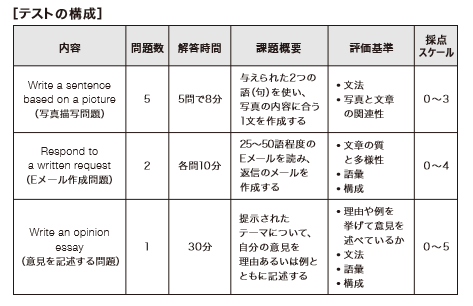 [テストの構成]
内容 問題数 解答時間 課題概要 評価基準 採点
スケール
Write a sentence
based on a picture
(写真描写問題)
5
5問で8分
与えられた2つの
語(句)を使い、
写真の内容に合う
1文を作成する
• 文法
• 写真と文章
の関連性
0～3
Respond to
a written request
(Eメール作成問題)
2
各問10分
25～50語程度の
Eメールを読み、
返信のメールを
作成する
• 文章の質
と多様性
• 語彙
• 構成
0～4
Write an opinion
essay
(意見を記述する問題)
1
30分
提示された
テーマについて、
自分の意見を
理由あるいは例と
ともに記述する
• 理由や例を
挙げて意見を
述べているか
• 文法
• 語彙
• 構成
0～5